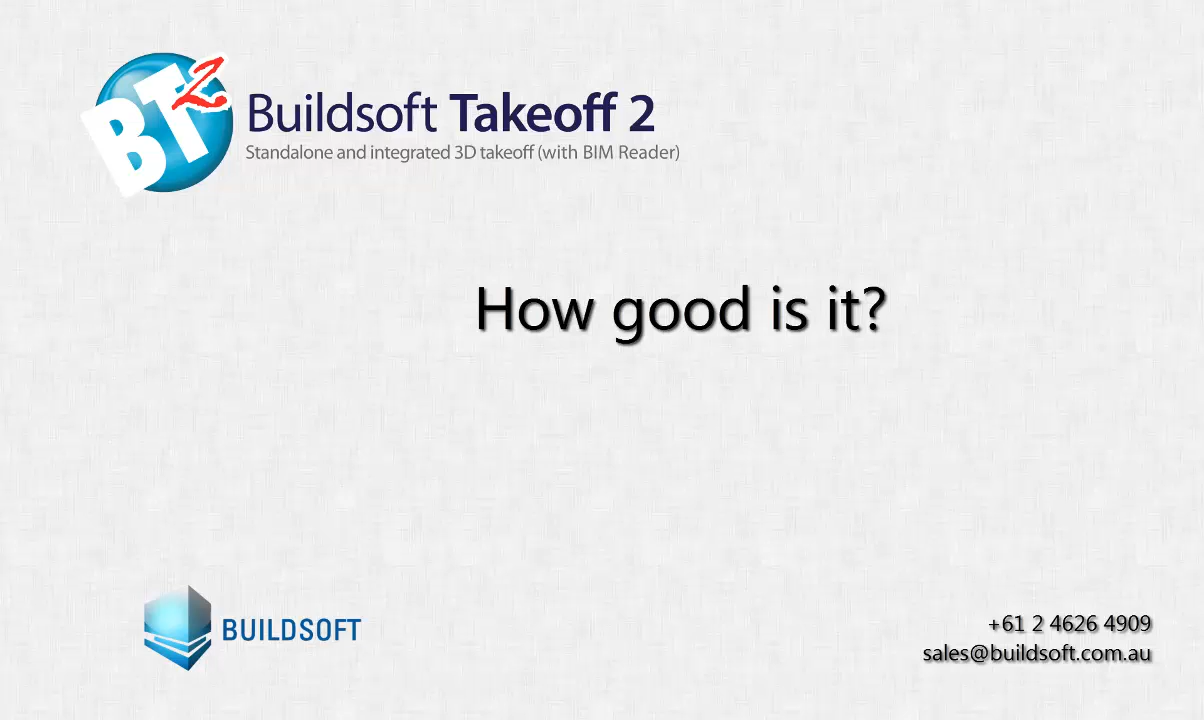 BT2
Buildsoft Takeoff 2
Standalone and integrated 3D takeoff (with BIM Reader)
How good is it?
BUILDSOFT
+61 2 4626 4909
sales@buildsoft.com.au